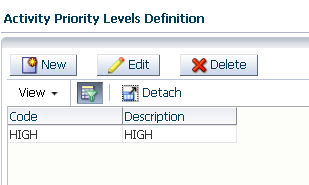 Activity Priority Levels Definition
New Edit Delete
View Detach
Code Description
HIGH HIGH